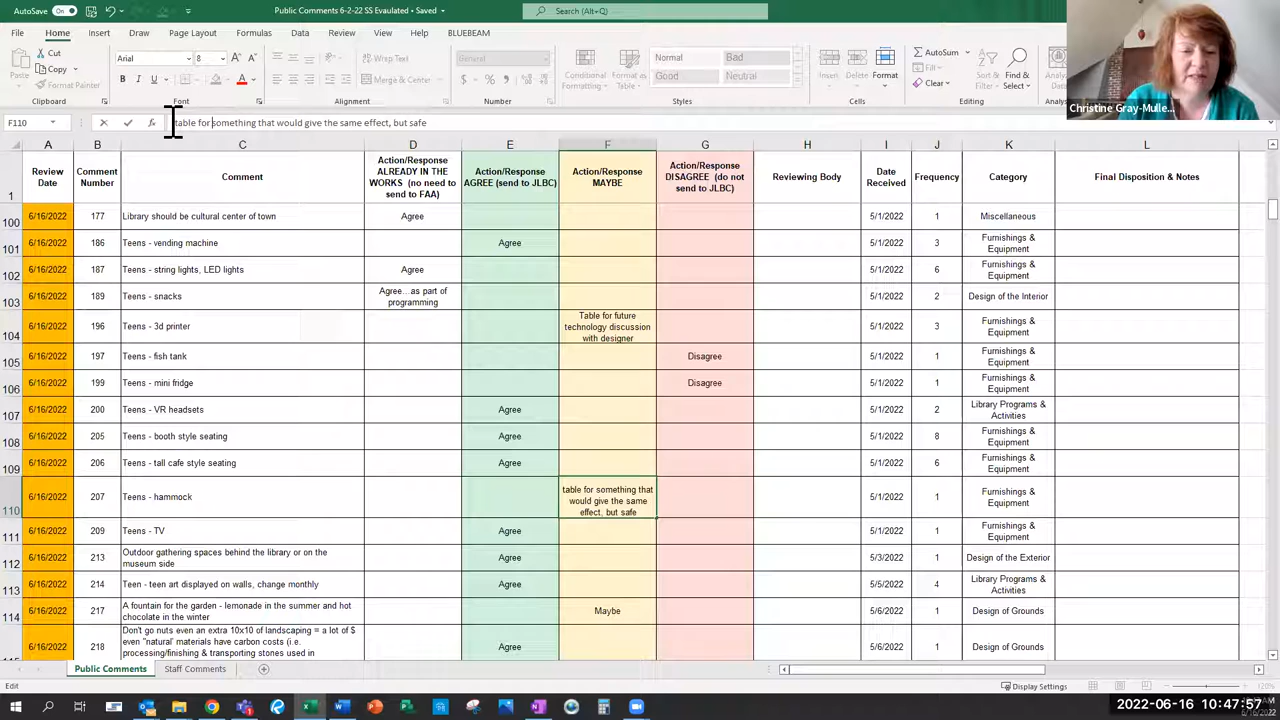 AutoSave On Public Comments 6-2-22 SS Evaulated • Saved Search (Alt+Q)
File Home Insert Draw Page Layout Formulas Data Review View Help BLUEBEAM
Cut
Copy
Format Painter
Paste
Clipboard
Arial 8
B I U
Font
Wrap Text
Merge & Center
Alignment
General
Number
Conditional Formatting
Format as Table
Normal Bad
Good Neutral
Styles
Insert Delete Format
Cells
AutoSum
Fill
Clear
Sort & Filter
Find & Select
Editing
Christine Gray-Mulle...
F110 table for something that would give the same effect, but safe
A B C D E F G H I J K L
1 Review Date Comment Number Comment Action/Response ALREADY IN THE WORKS (no need to send to FAA) Action/Response AGREE (send to JLBC) Action/Response MAYBE Action/Response DISAGREE (do not send to JLBC) Reviewing Body Date Received Frequency Category Final Disposition & Notes
100 6/16/2022 177 Library should be cultural center of town Agree 5/1/2022 1 Miscellaneous
101 6/16/2022 186 Teens - vending machine Agree 5/1/2022 3 Furnishings & Equipment
102 6/16/2022 187 Teens - string lights, LED lights Agree 5/1/2022 6 Furnishings & Equipment
103 6/16/2022 189 Teens - snacks Agree...as part of programming 5/1/2022 2 Design of the Interior
104 6/16/2022 196 Teens - 3d printer Table for future technology discussion with designer 5/1/2022 3 Furnishings & Equipment
105 6/16/2022 197 Teens - fish tank Disagree 5/1/2022 1 Furnishings & Equipment
106 6/16/2022 199 Teens - mini fridge Disagree 5/1/2022 1 Furnishings & Equipment
107 6/16/2022 200 Teens - VR headsets Agree 5/1/2022 2 Library Programs & Activities
108 6/16/2022 205 Teens - booth style seating Agree 5/1/2022 8 Furnishings & Equipment
109 6/16/2022 206 Teens - tall cafe style seating Agree 5/1/2022 6 Furnishings & Equipment
110 6/16/2022 207 Teens - hammock table for something that would give the same effect, but safe 5/1/2022 1 Furnishings & Equipment
111 6/16/2022 209 Teens - TV Agree 5/1/2022 1 Furnishings & Equipment
112 6/16/2022 213 Outdoor gathering spaces behind the library or on the museum side Agree 5/3/2022 1 Design of the Exterior
113 6/16/2022 214 Teen - teen art displayed on walls, change monthly Agree 5/5/2022 4 Library Programs & Activities
114 6/16/2022 217 A fountain for the garden - lemonade in the summer and hot chocolate in the winter Maybe 5/6/2022 1 Design of Grounds
6/16/2022 218 Don't go nuts even an extra 10x10 of landscaping = a lot of $ even "natural' materials have carbon costs (i.e. processing/finishing & transporting stones used in Agree 5/6/2022 1 Design of Grounds
Public Comments Staff Comments
Edit Display Settings
2022-06-16 10:47:57